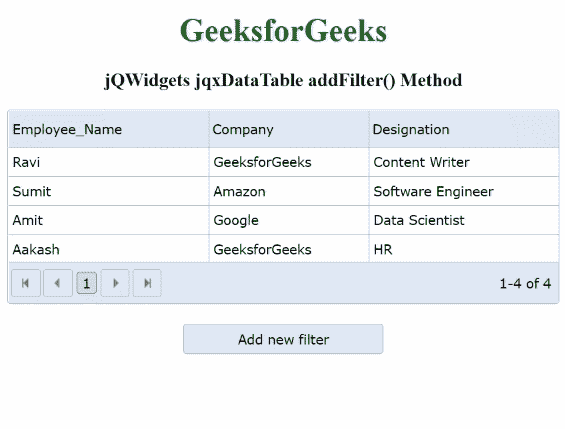 GeeksforGeeks
jQWidgets jqxDataTable addFilter() Method
Employee_Name Company Designation
Ravi GeeksforGeeks Content Writer
Sumit Amazon Software Engineer
Amit Google Data Scientist
Aakash GeeksforGeeks HR
1 1-4 of 4
Add new filter